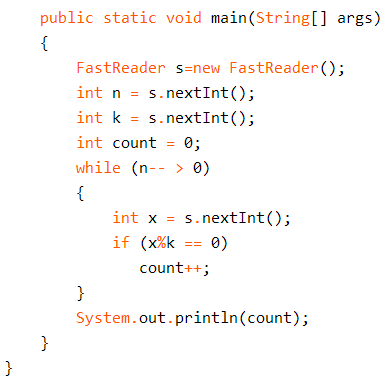 public static void main(String[] args)
{
FastReader s=new FastReader();
int n = s.nextInt();
int k = s.nextInt();
int count = 0;
while (n-- > 0)
{
int x = s.nextInt();
if (x%k == 0)
count++;
}
System.out.println(count);
}
}